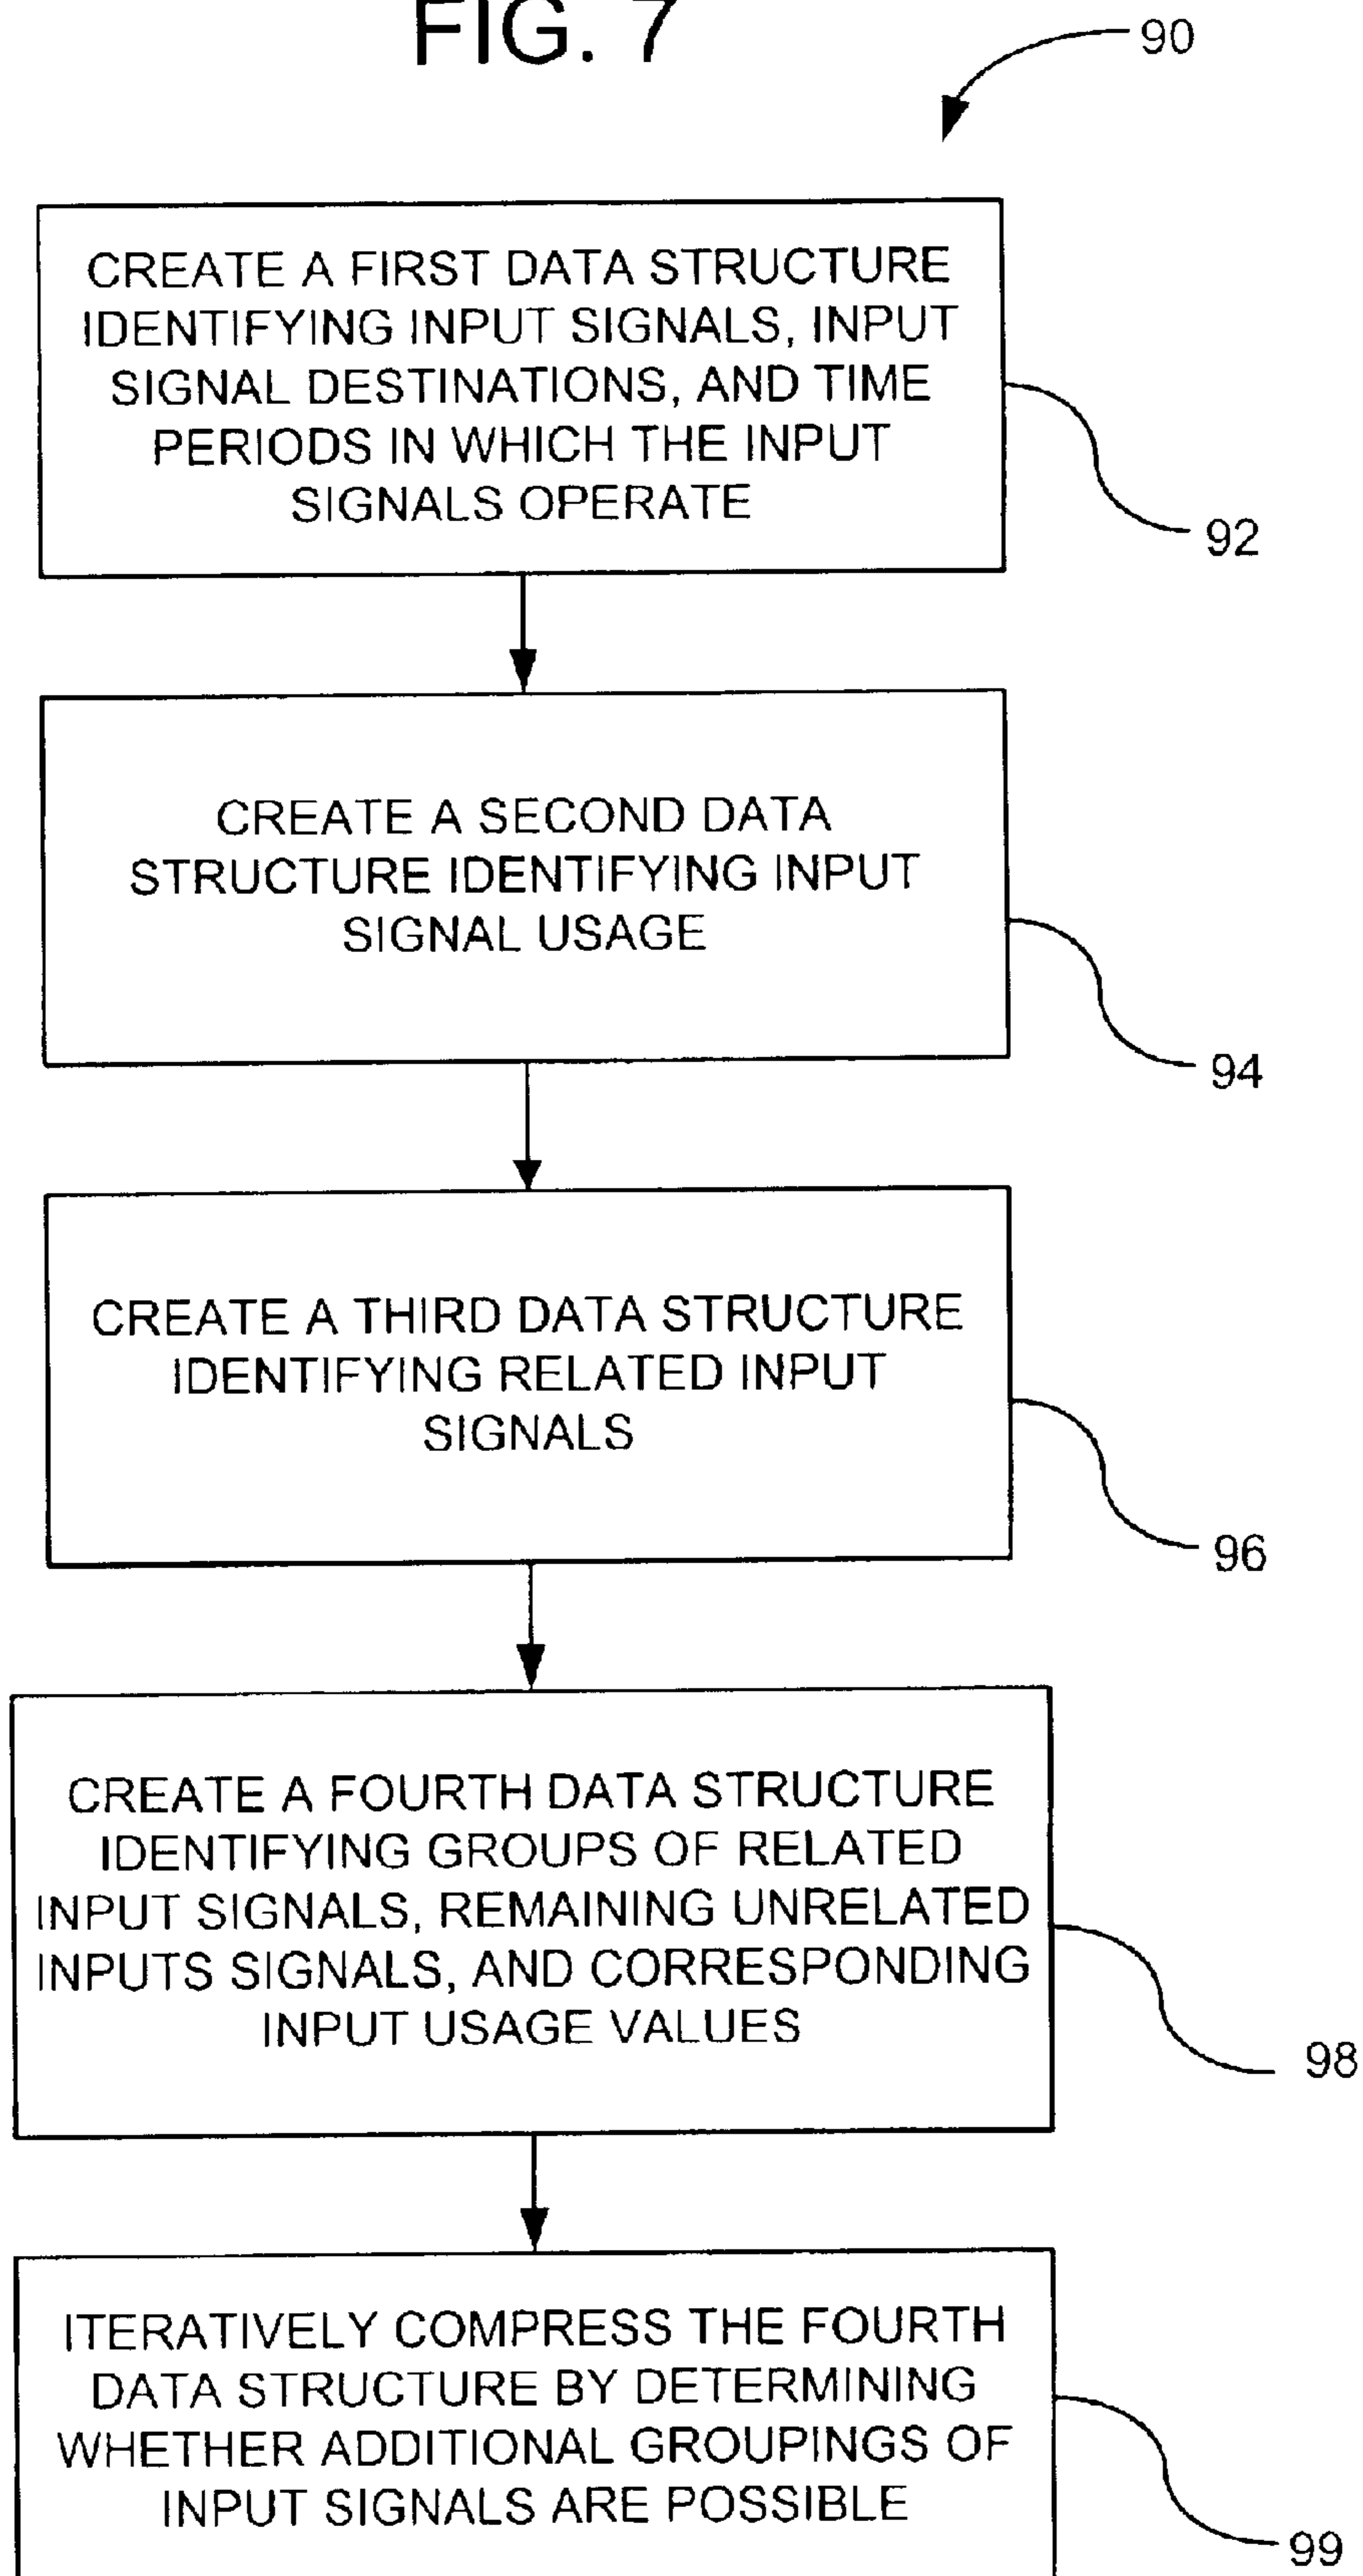 FIG. 7
90
CREATE A FIRST DATA STRUCTURE
IDENTIFYING INPUT SIGNALS, INPUT
SIGNAL DESTINATIONS, AND TIME
PERIODS IN WHICH THE INPUT
SIGNALS OPERATE
92
CREATE A SECOND DATA
STRUCTURE IDENTIFYING INPUT
SIGNAL USAGE
94
CREATE A THIRD DATA STRUCTURE
IDENTIFYING RELATED INPUT
SIGNALS
96
CREATE A FOURTH DATA STRUCTURE
IDENTIFYING GROUPS OF RELATED
INPUT SIGNALS, REMAINING UNRELATED
INPUTS SIGNALS, AND CORRESPONDING
INPUT USAGE VALUES
98
ITERATIVELY COMPRESS THE FOURTH
DATA STRUCTURE BY DETERMINING
WHETHER ADDITIONAL GROUPINGS OF
INPUT SIGNALS ARE POSSIBLE
99